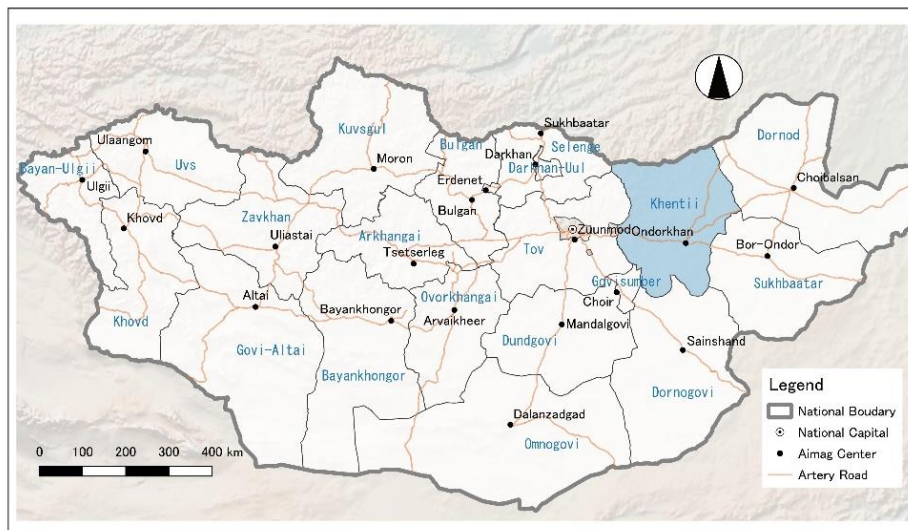 Sukhbaatar
Dornod
Kuvsgul
Bulgan
Selenge
Ulaangom
Uvs
Darkhan
Darkhan-Uul
Bayan-Ulgii
Moron
Ulgii
Erdenet
Choibalsan
Khentii
Bulgan
Zavkhan
Khovd
Arkhangai
Zuunmod
Ondorkhan
Uliastai
Tov
Bor-Ondor
Tsetserleg
Govisumber
Sukhbaatar
Altai
Ovorkhangai
Choir
Bayankhongor
Arvaikheer
Khovd
Mandalgovi
Govi-Altai
Dundgovi
Sainshand
Bayankhongor
Dornogovi
Dalanzadgad
Omnogovi
Legend
National Boudary
National Capital
Aimag Center
Artery Road
0 100 200 300 400 km